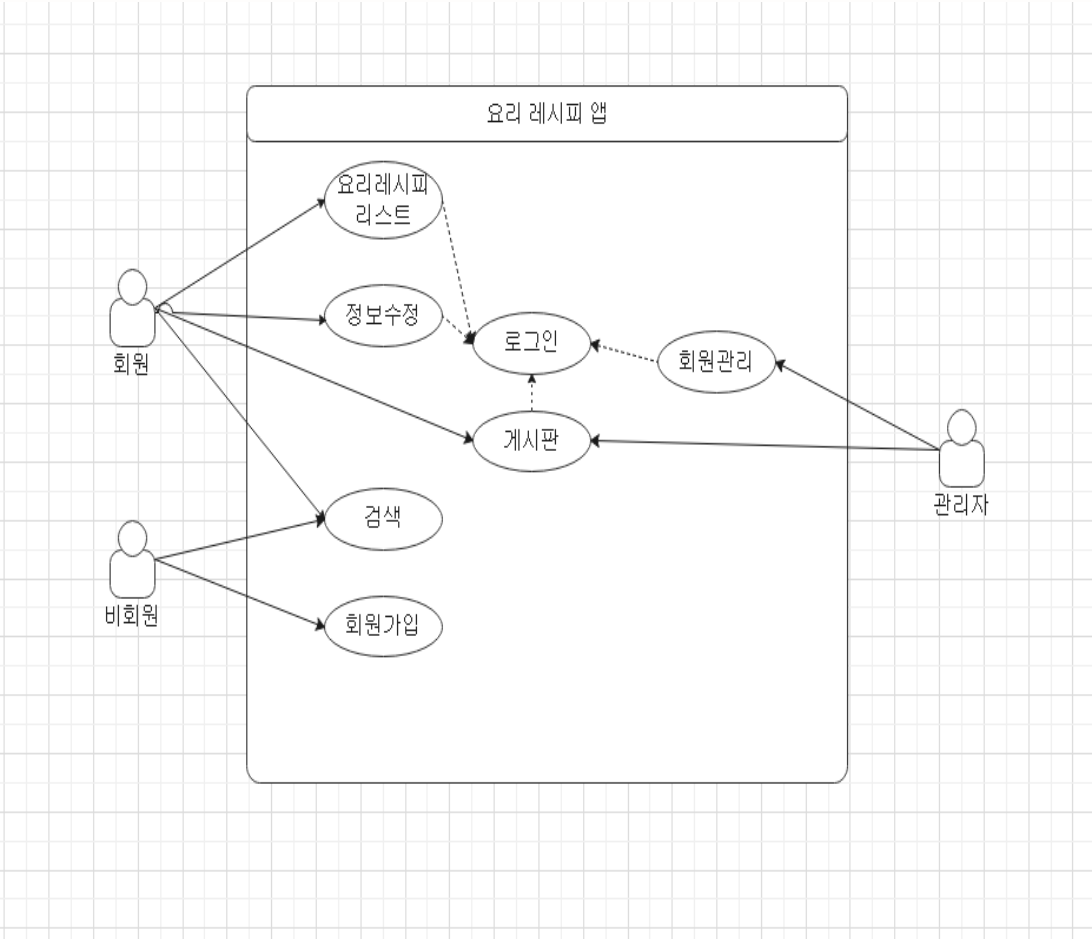 요리 레시피 앱
요리레시피
리스트
정보수정
로그인
회원관리
회원
게시판
관리자
검색
비회원
회원가입